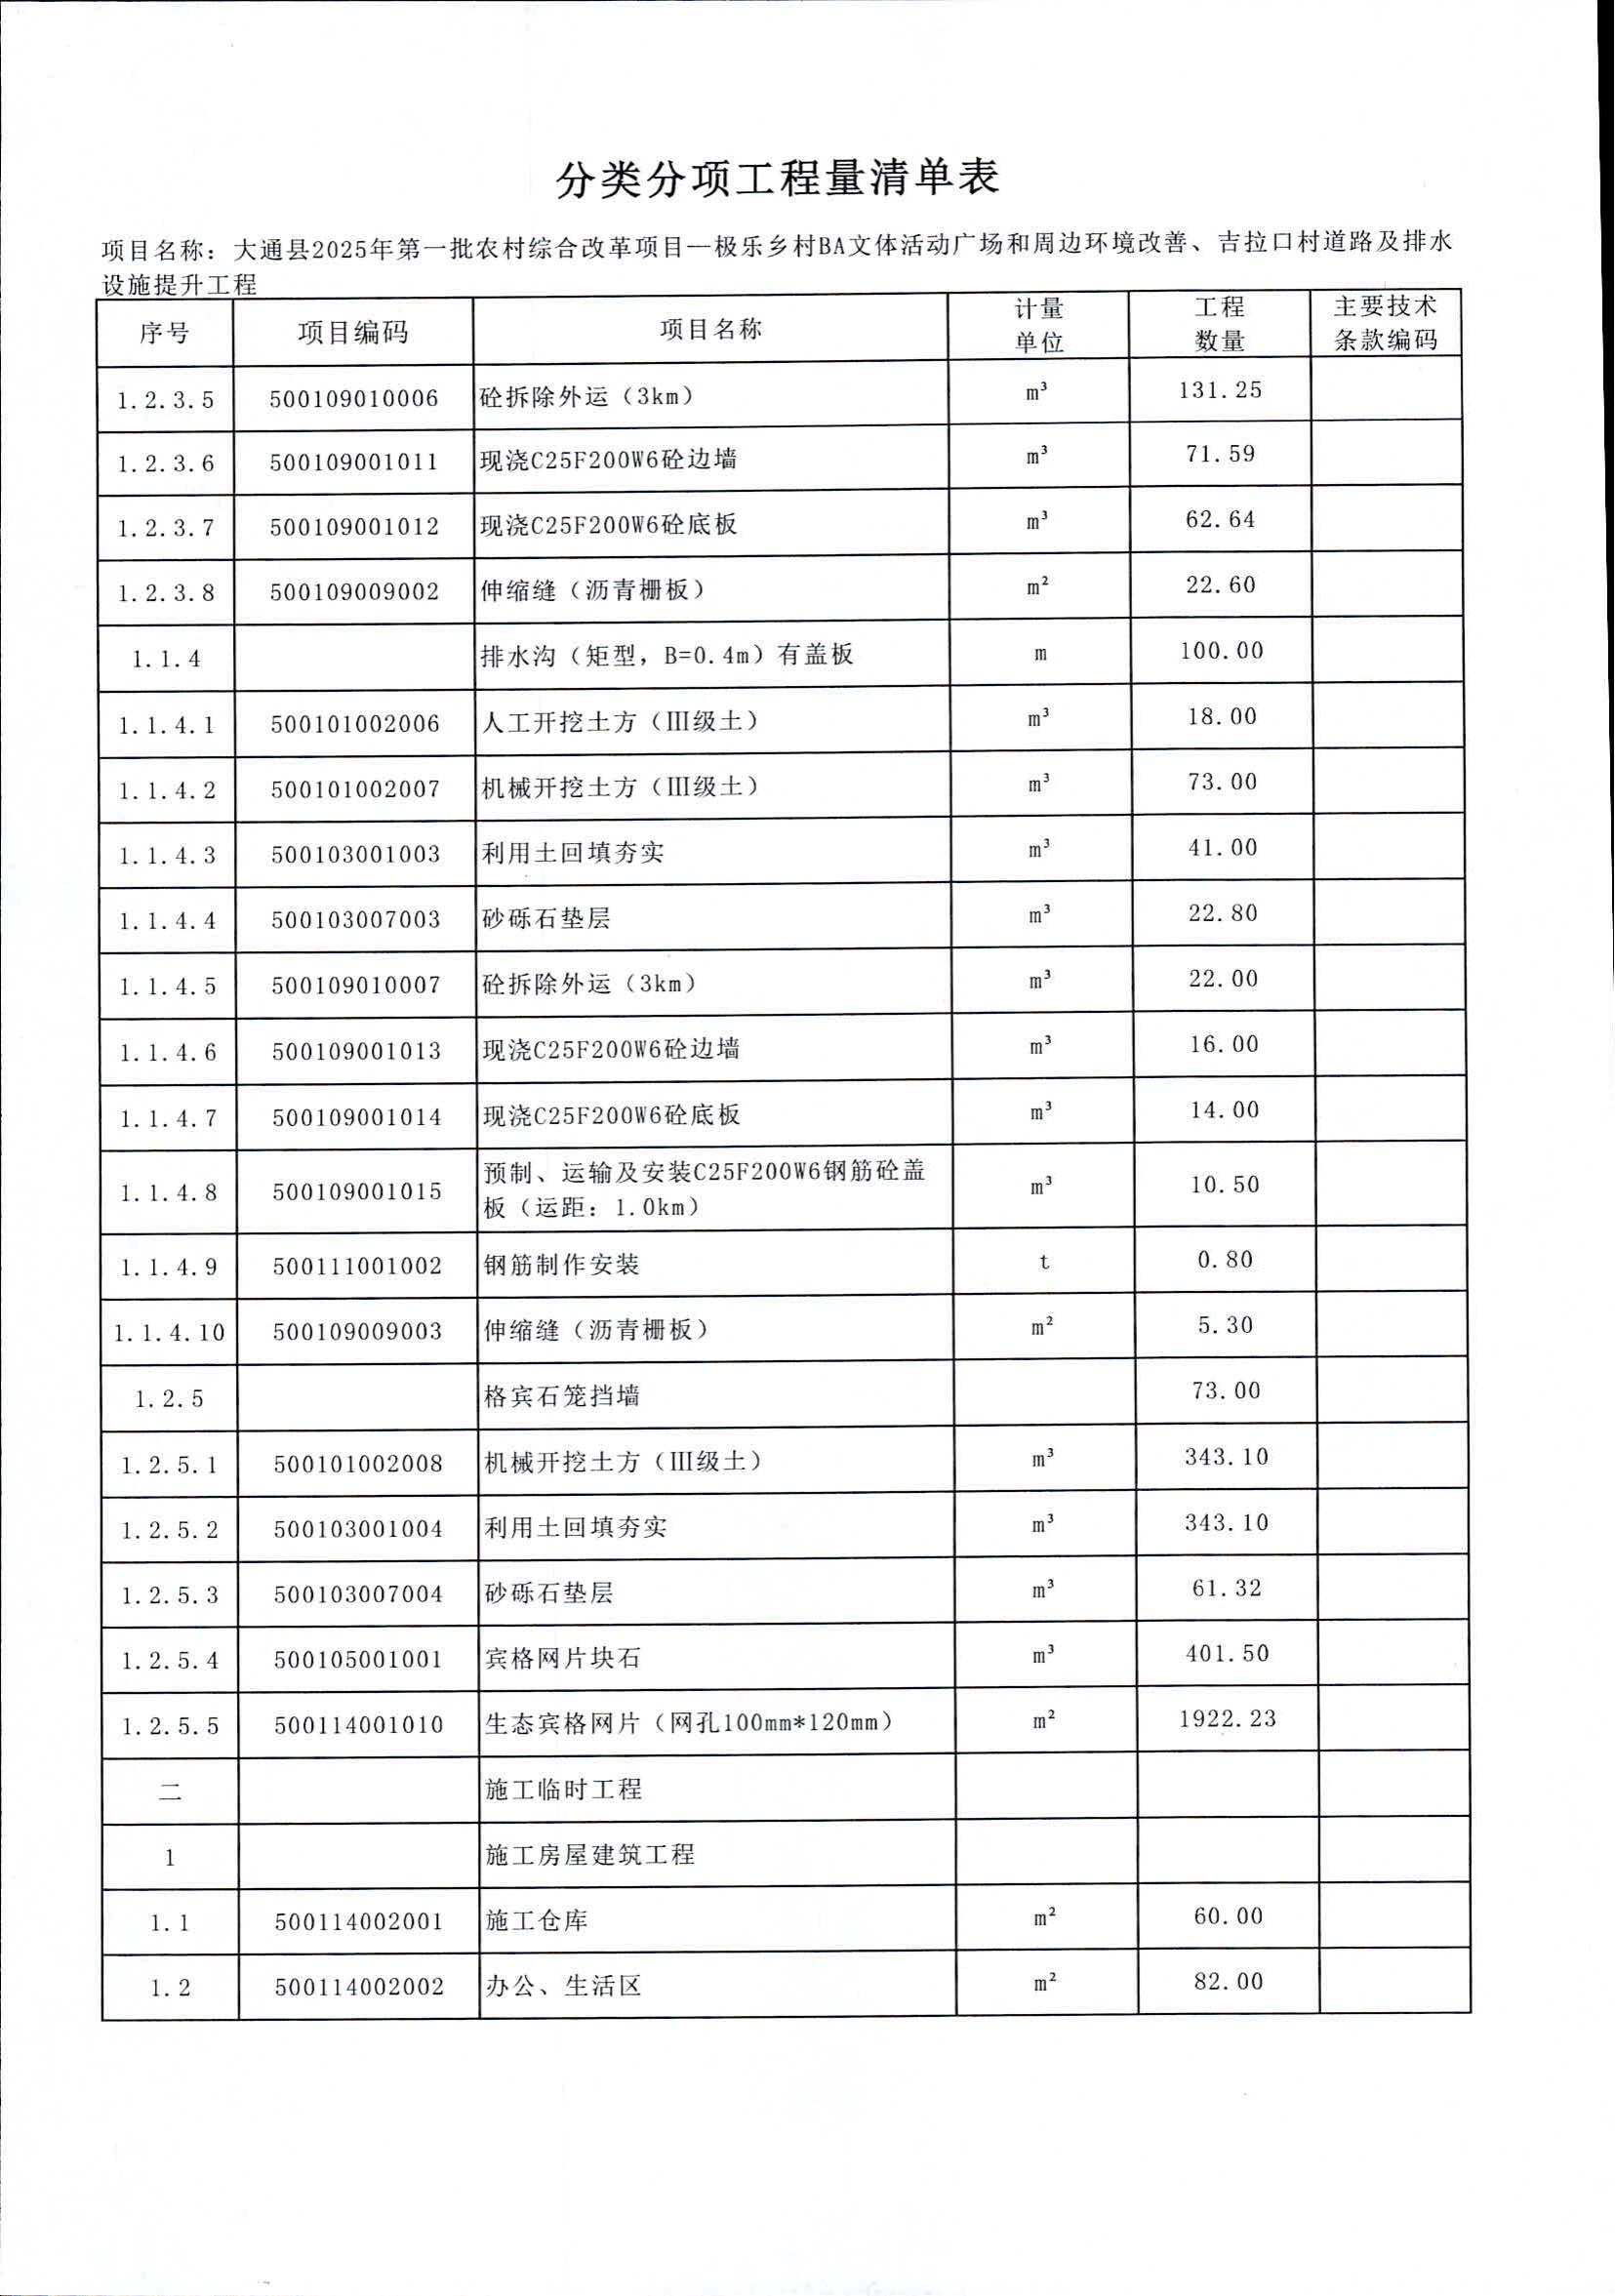 分类分项工程量清单表
项目名称：大通县2025年第一批农村综合改革项目—极乐乡村BA文体活动广场和周边环境改善、吉拉口村道路及排水
设施提升工程
序号 项目编码 项目名称 计量单位 工程数量 主要技术条款编码
1.2.3.5 500109010006 砼拆除外运（3km） m³ 131.25
1.2.3.6 500109001011 现浇C25F200W6砼边墙 m³ 71.59
1.2.3.7 500109001012 现浇C25F200W6砼底板 m³ 62.64
1.2.3.8 500109009002 伸缩缝（沥青栅板） m² 22.60
1.1.4 排水沟（矩型，B=0.4m）有盖板 m 100.00
1.1.4.1 500101002006 人工开挖土方（Ⅲ级土） m³ 18.00
1.1.4.2 500101002007 机械开挖土方（Ⅲ级土） m³ 73.00
1.1.4.3 500103001003 利用土回填夯实 m³ 41.00
1.1.4.4 500103007003 砂砾石垫层 m³ 22.80
1.1.4.5 500109010007 砼拆除外运（3km） m³ 22.00
1.1.4.6 500109001013 现浇C25F200W6砼边墙 m³ 16.00
1.1.4.7 500109001014 现浇C25F200W6砼底板 m³ 14.00
1.1.4.8 500109001015 预制、运输及安装C25F200W6钢筋砼盖板（运距：1.0km） m³ 10.50
1.1.4.9 500111001002 钢筋制作安装 t 0.80
1.1.4.10 500109009003 伸缩缝（沥青栅板） m² 5.30
1.2.5 格宾石笼挡墙 73.00
1.2.5.1 500101002008 机械开挖土方（Ⅲ级土） m³ 343.10
1.2.5.2 500103001004 利用土回填夯实 m³ 343.10
1.2.5.3 500103007004 砂砾石垫层 m³ 61.32
1.2.5.4 500105001001 宾格网片块石 m³ 401.50
1.2.5.5 500114001010 生态宾格网片（网孔100mm*120mm） m² 1922.23
二 施工临时工程
1 施工房屋建筑工程
1.1 500114002001 施工仓库 m² 60.00
1.2 500114002002 办公、生活区 m² 82.00